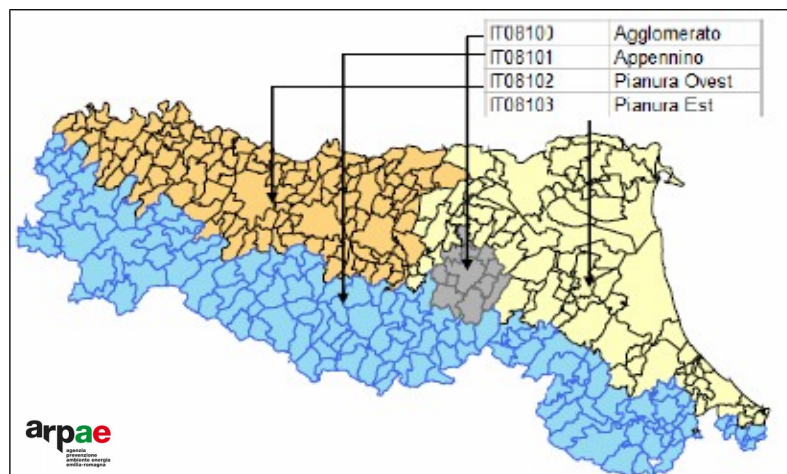 IT08100 Agglomerato
IT08101 Appennino
IT08102 Pianura Ovest
IT08103 Pianura Est
arpae
agenzia
prevenzione
ambiente energia
emilia-romagna